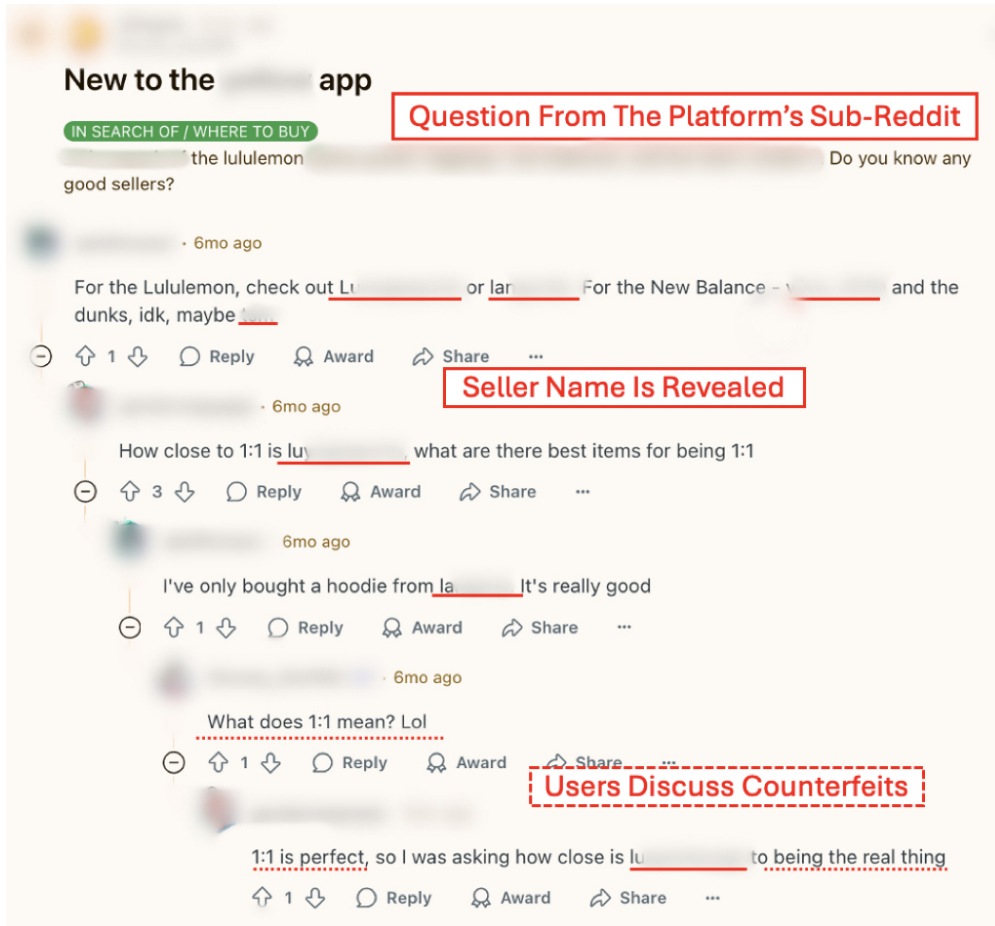 New to the app
Question From The Platform's Sub-Reddit
IN SEARCH OF / WHERE TO BUY
the lululemon Do you know any
good sellers?
· 6mo ago
For the Lululemon, check out or For the New Balance - and the
dunks, idk, maybe
1 Reply Award Share ...
Seller Name Is Revealed
· 6mo ago
How close to 1:1 is what are there best items for being 1:1
3 Reply Award Share ...
6mo ago
I've only bought a hoodie from It's really good
1 Reply Award Share ...
· 6mo ago
What does 1:1 mean? Lol
1 Reply Award Share ...
Users Discuss Counterfeits
1:1 is perfect, so I was asking how close is to being the real thing
1 Reply Award Share ...